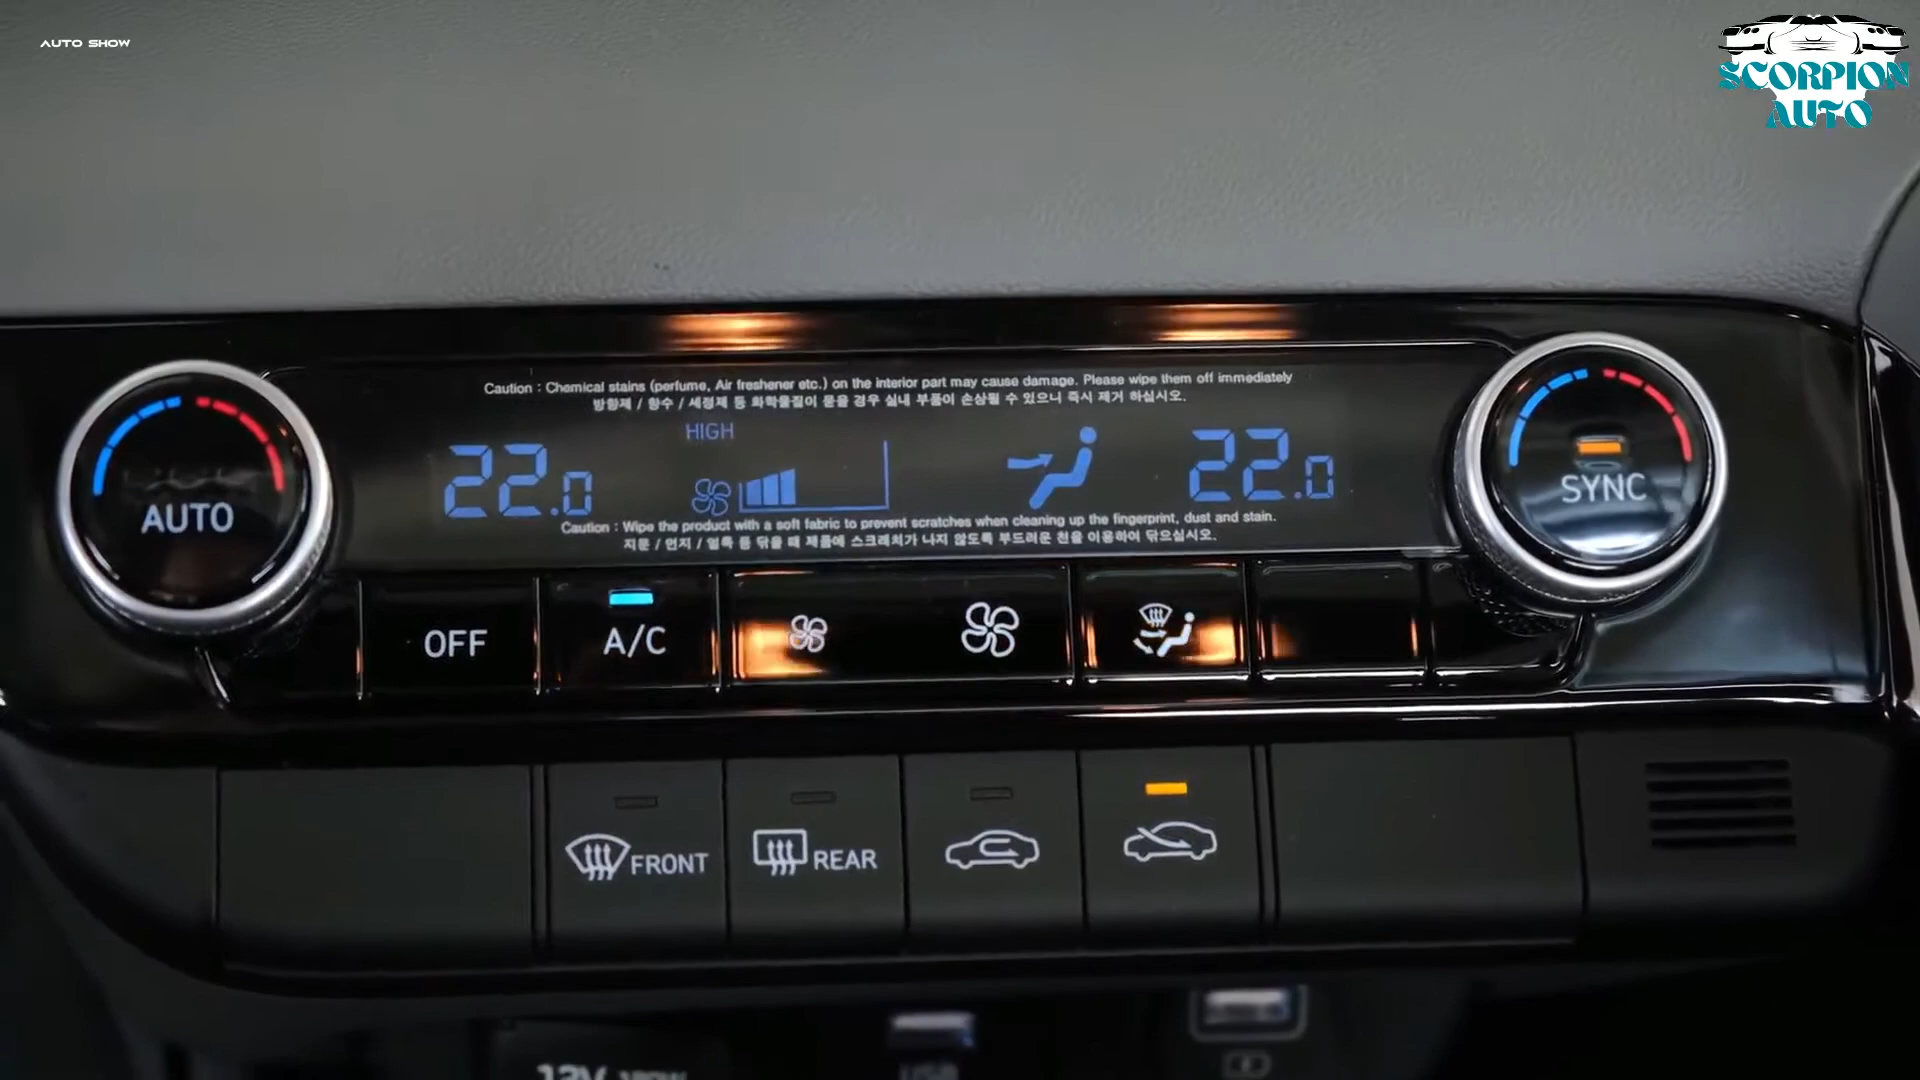 AUTO SHOW
SCORPION
AUTO
Caution : Chemical stains (perfume, Air freshener etc.) on the interior part may cause damage. Please wipe them off immediately
방향제 / 향수 / 세정제 등 화학물질이 묻을 경우 실내 부품이 손상될 수 있으니 즉시 제거 하십시오.
HIGH
22.0
22.0
Caution : Wipe the product with a soft fabric to prevent scratches when cleaning up the fingerprint, dust and stain.
지문 / 먼지 / 얼룩 등 닦을 때 제품에 스크래치가 나지 않도록 부드러운 천을 이용하여 닦으십시오.
AUTO
SYNC
OFF
A/C
FRONT
REAR
12V 180W
USB